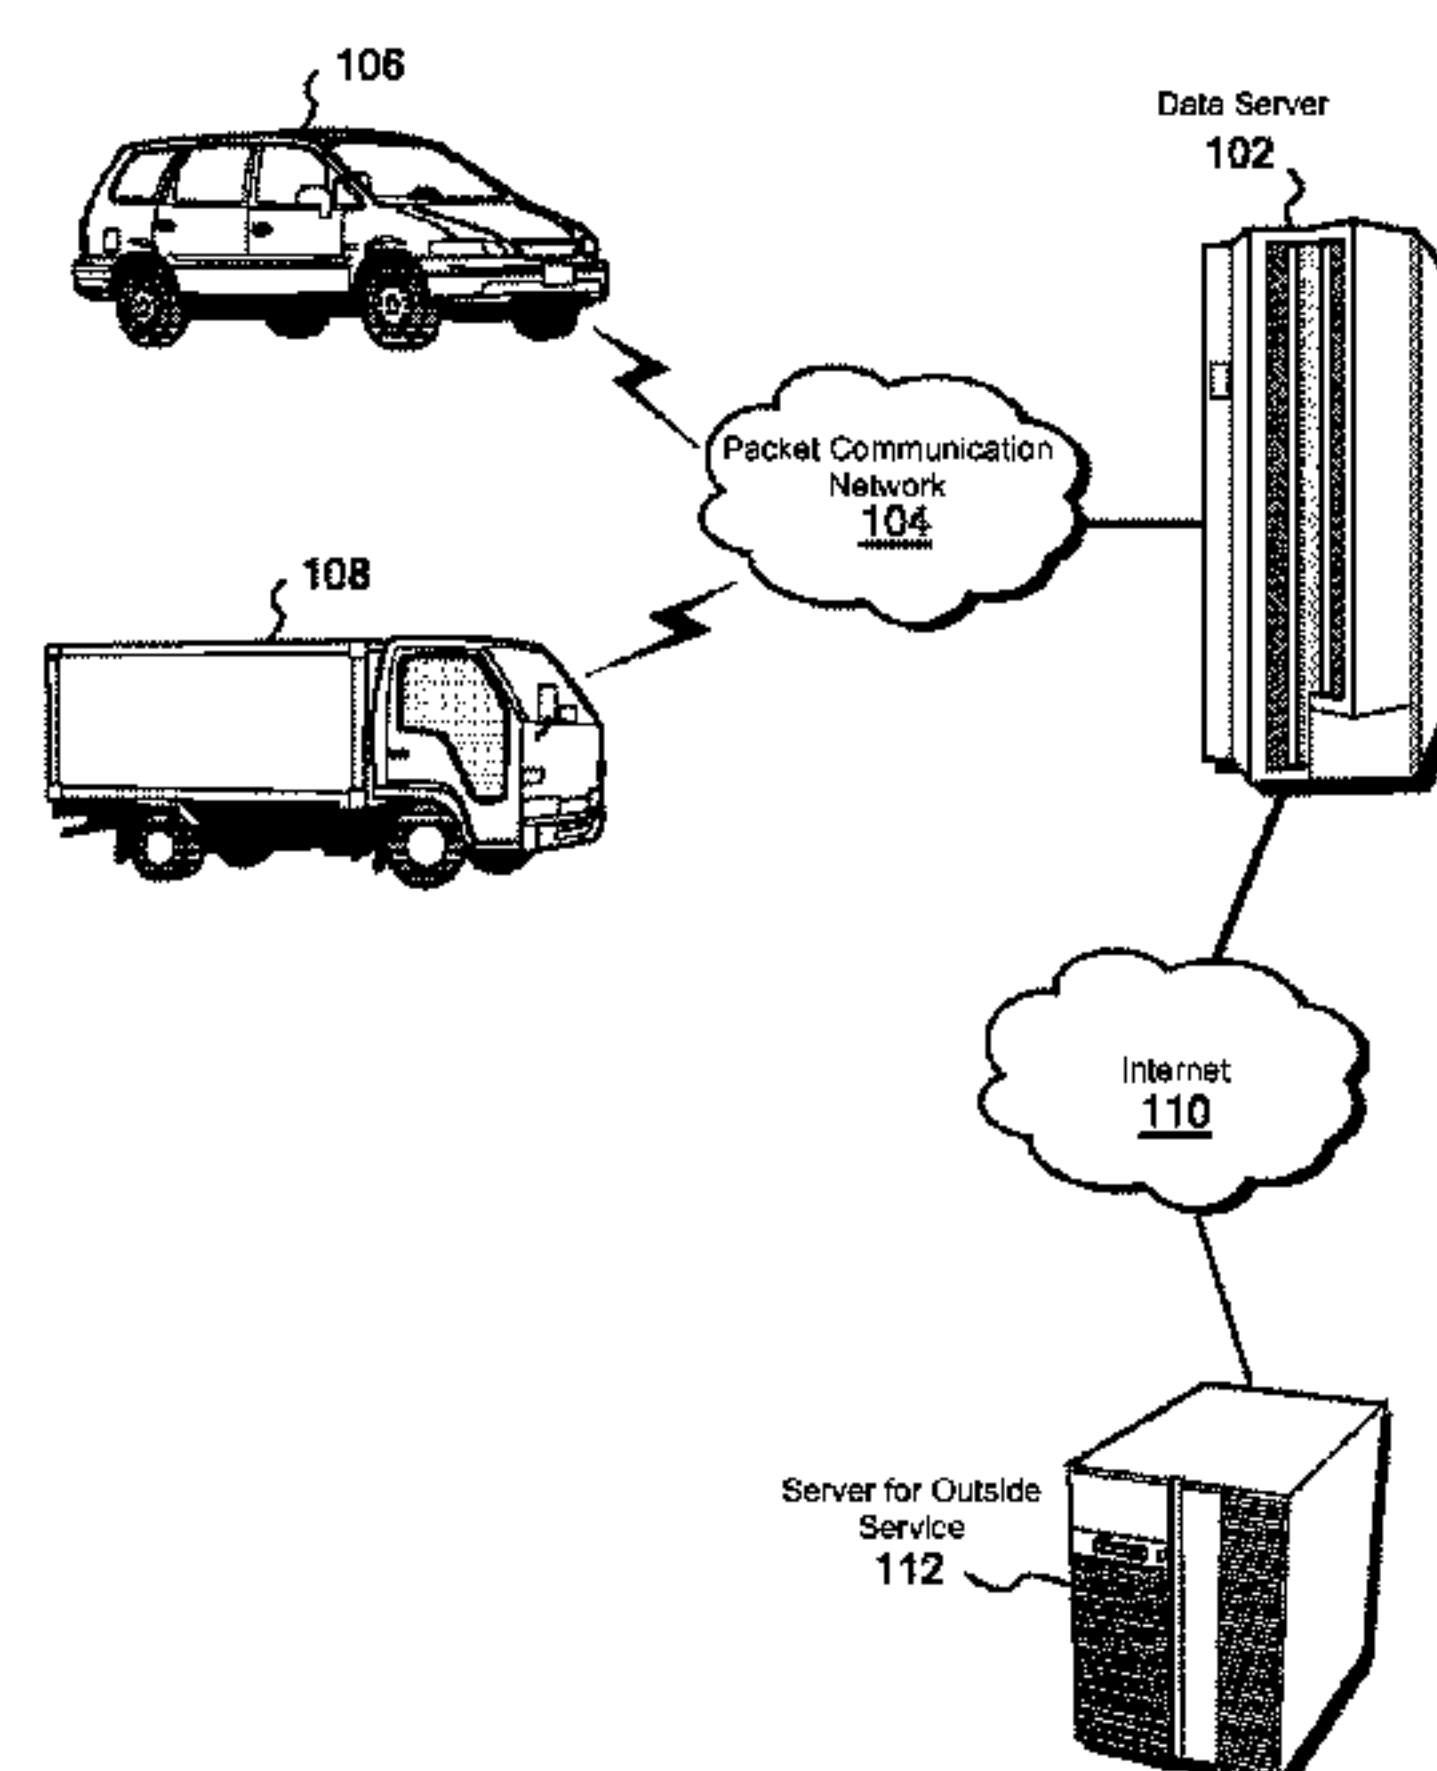 106
Data Server
102
Packet Communication
Network
104
108
Internet
110
Server for Outside
Service
112